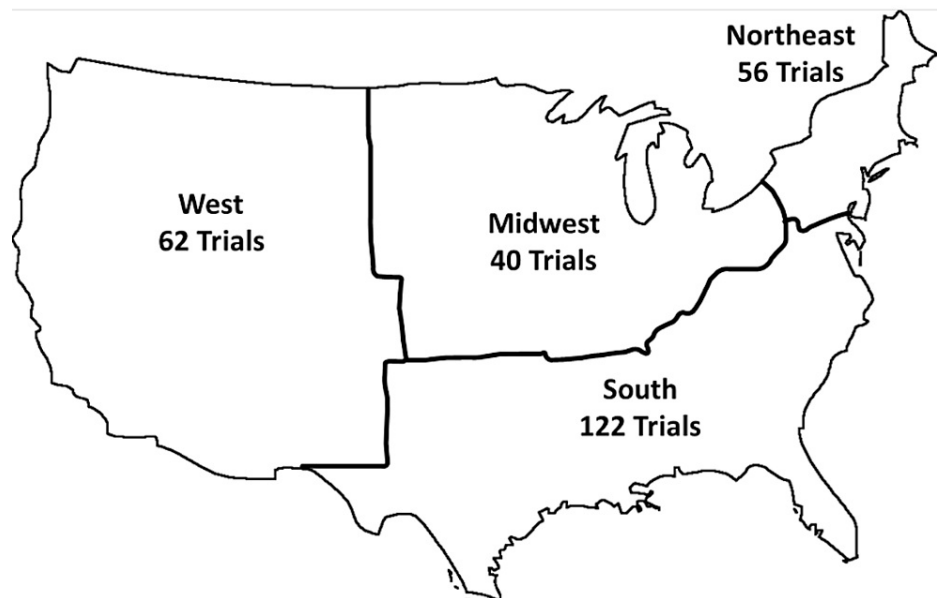 Northeast
56 Trials
West
62 Trials
Midwest
40 Trials
South
122 Trials